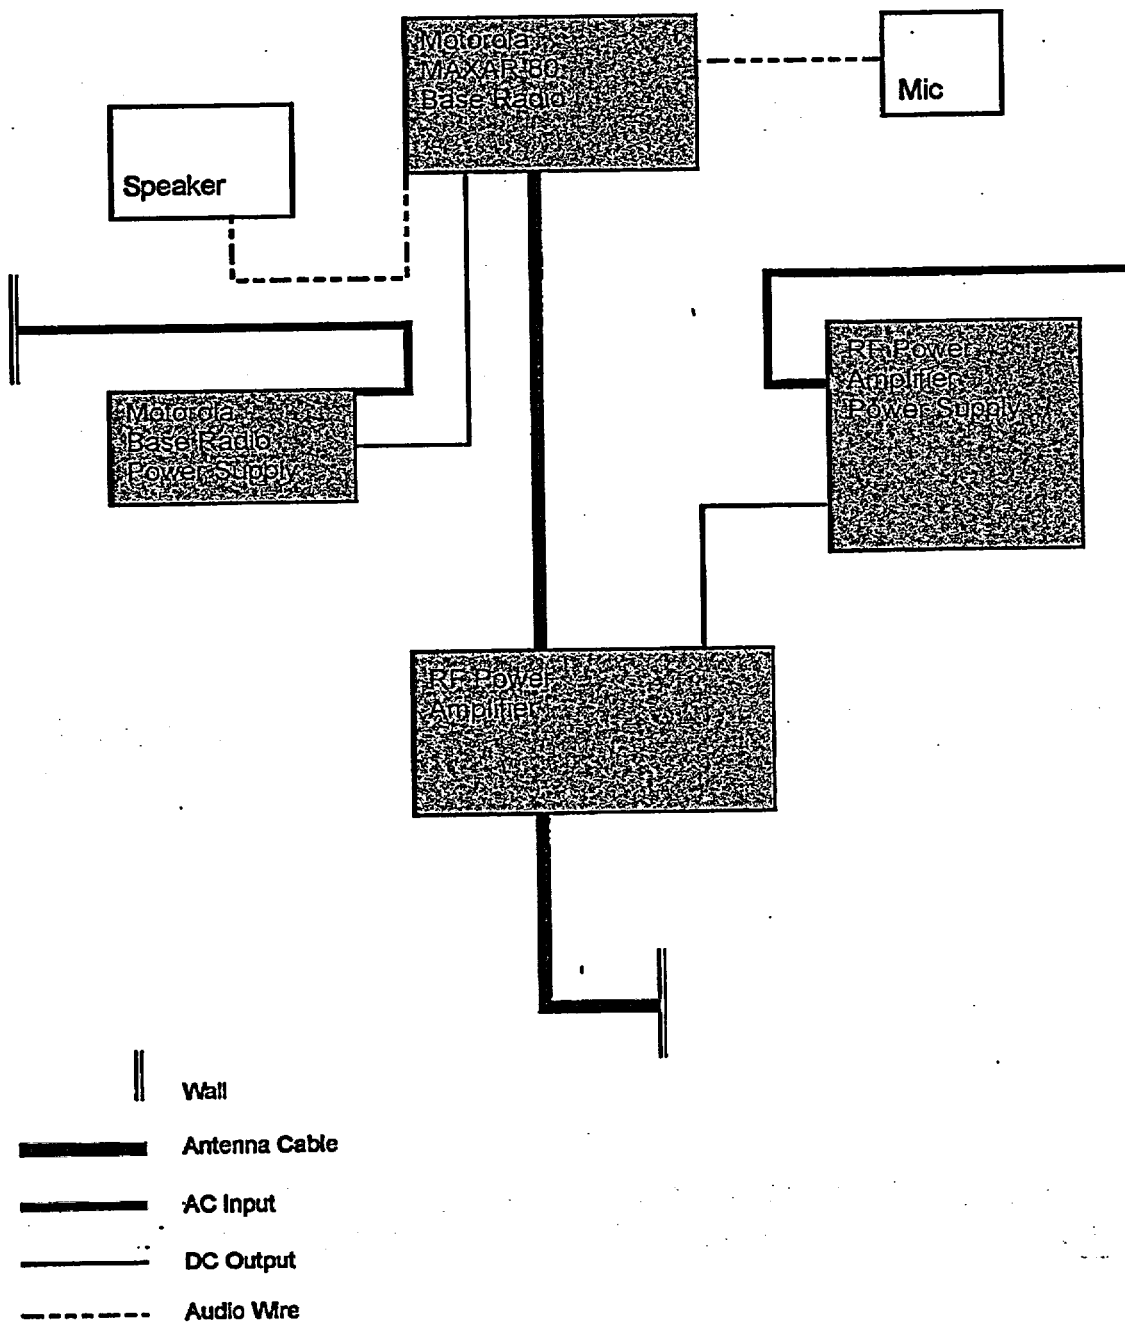 Motorola
MAXAR-80
Base Radio
Mic
Speaker
RF Power
Amplifier
Power Supply
Motorola
Base Radio
Power Supply
RF Power
Amplifier
Wall
Antenna Cable
AC Input
DC Output
Audio Wire